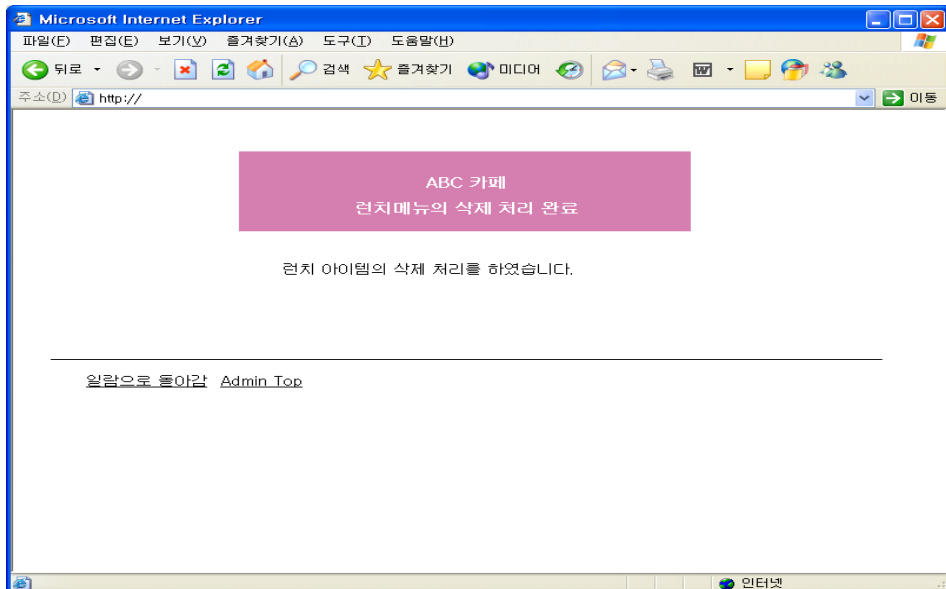 Microsoft Internet Explorer
파일(F) 편집(E) 보기(V) 즐겨찾기(A) 도구(T) 도움말(H)
뒤로 검색 즐겨찾기 미디어
주소(D) http:// 이동
ABC 카페
런치메뉴의 삭제 처리 완료
런치 아이템의 삭제 처리를 하였습니다.
일람으로 돌아감 Admin Top
인터넷